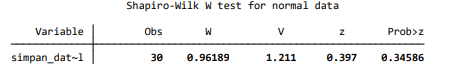 Shapiro-Wilk W test for normal data
Variable Obs W V z Prob>z
simpan_dat~l 30 0.96189 1.211 0.397 0.34586